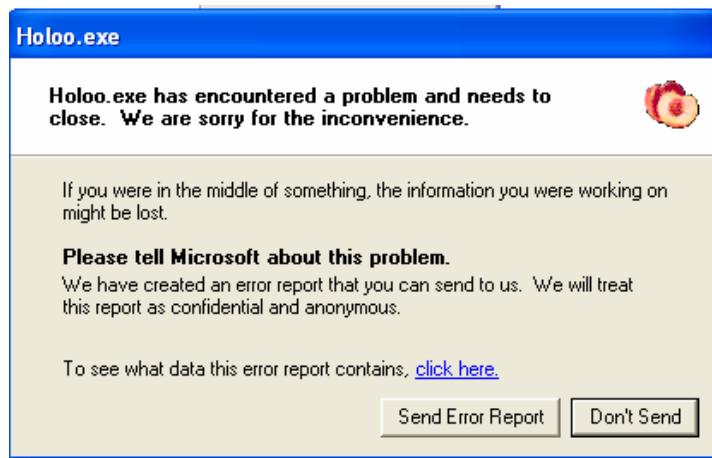 Holoo.exe
Holoo.exe has encountered a problem and needs to
close.  We are sorry for the inconvenience.
If you were in the middle of something, the information you were working on
might be lost.
Please tell Microsoft about this problem.
We have created an error report that you can send to us.  We will treat
this report as confidential and anonymous.
To see what data this error report contains, click here.
Send Error Report
Don't Send